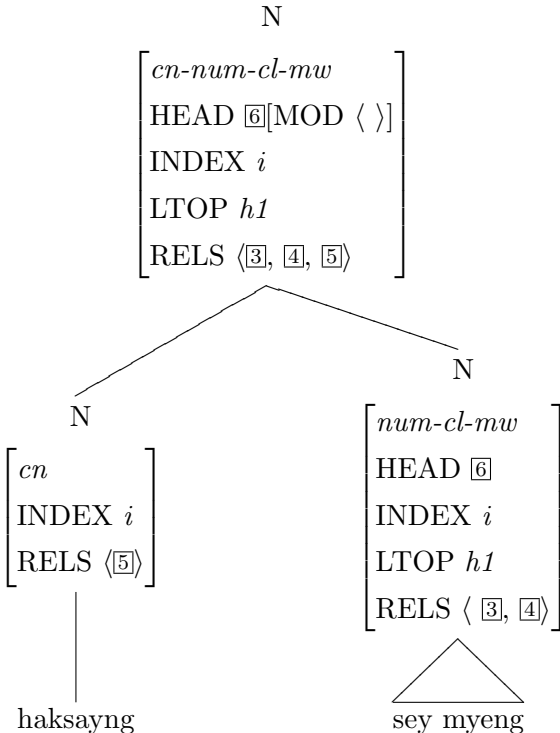 N
cn-num-cl-mw
HEAD 6[MOD ⟨ ⟩]
INDEX i
LTOP h1
RELS ⟨3, 4, 5⟩
N
cn
INDEX i
RELS ⟨5⟩
haksayng
N
num-cl-mw
HEAD 6
INDEX i
LTOP h1
RELS ⟨ 3, 4⟩
sey myeng